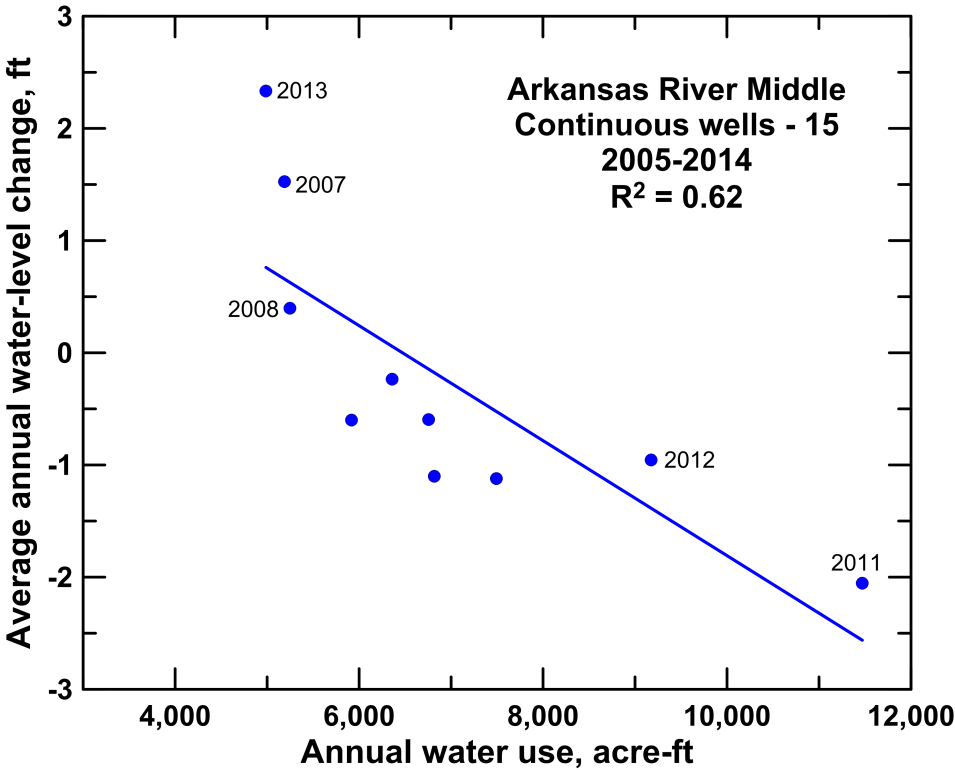 Arkansas River Middle
Continuous wells - 15
2005-2014
R² = 0.62
Average annual water-level change, ft
3
2
1
0
-1
-2
-3
2013
2007
2008
2012
2011
4,000 6,000 8,000 10,000 12,000
Annual water use, acre-ft